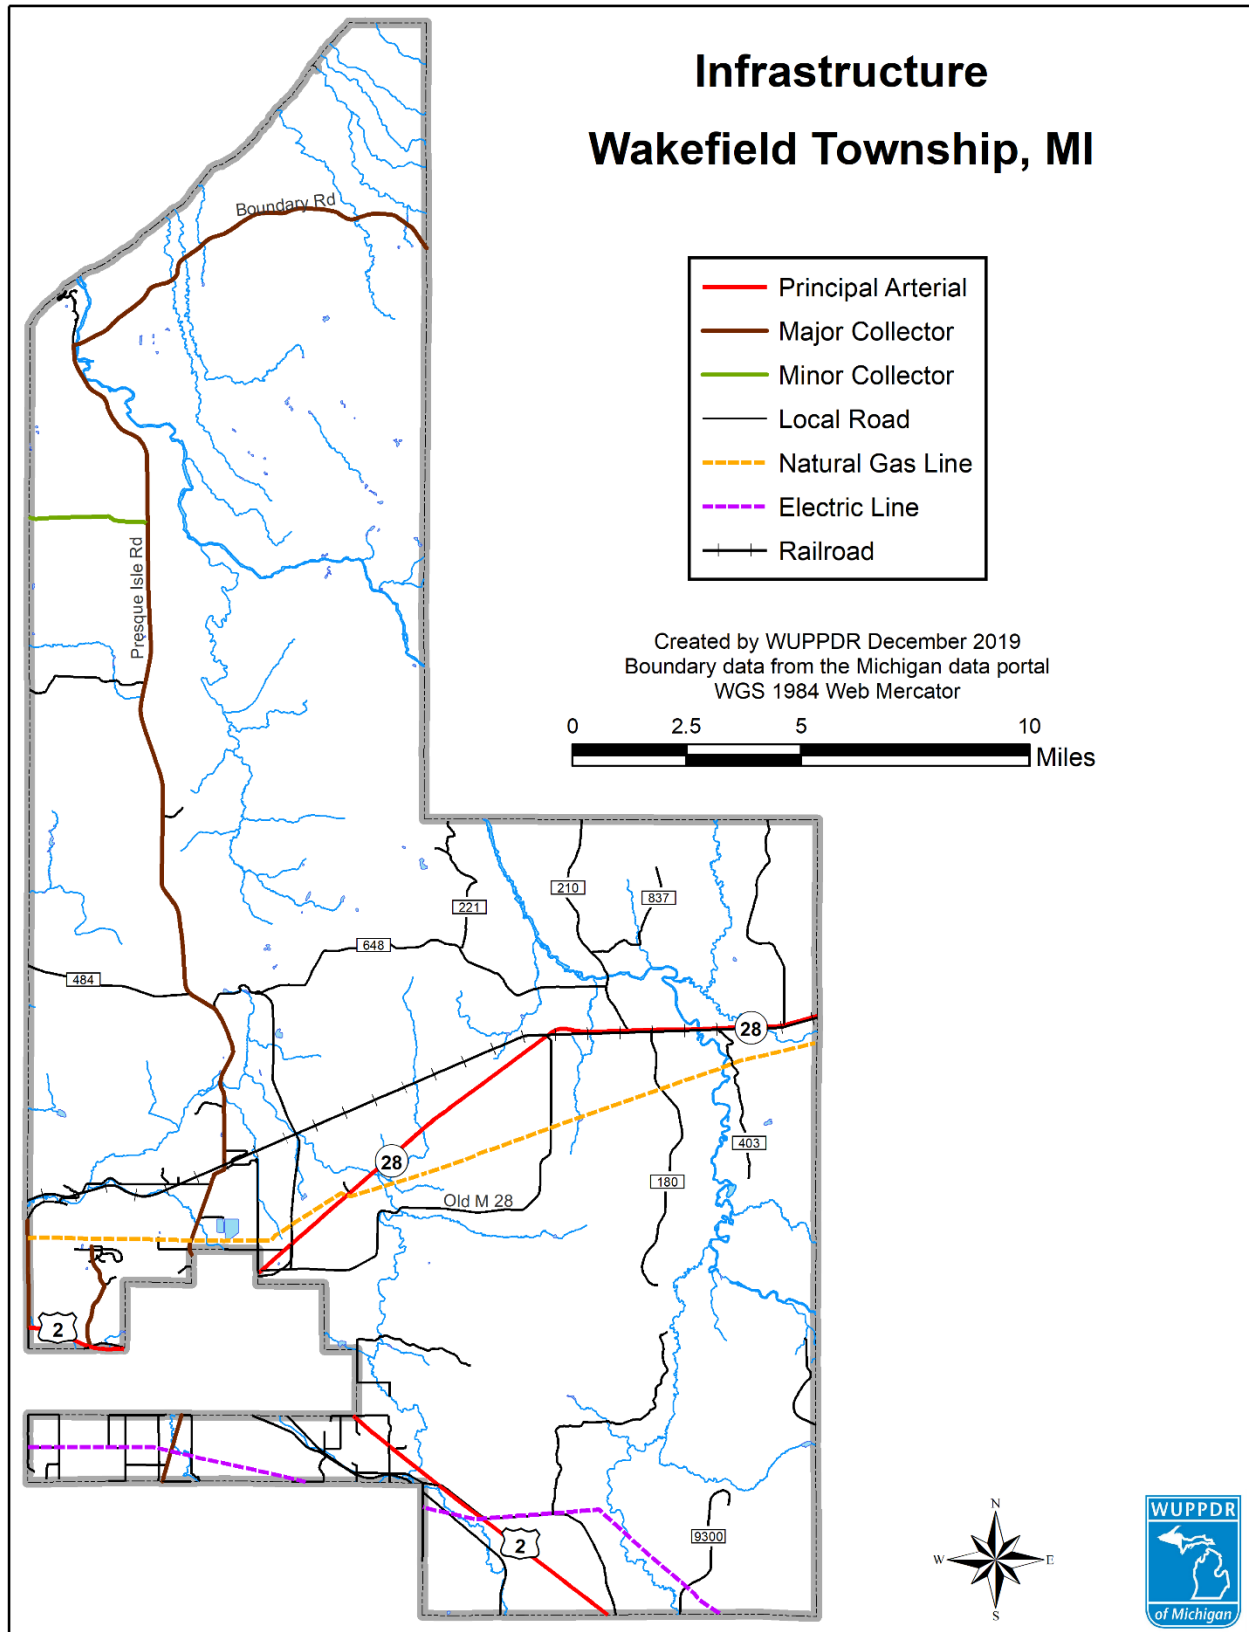 Infrastructure
Wakefield Township, MI
Boundary Rd
Principal Arterial
Major Collector
Minor Collector
Local Road
Natural Gas Line
Electric Line
Railroad
Presque Isle Rd
Created by WUPPDR December 2019
Boundary data from the Michigan data portal
WGS 1984 Web Mercator
0 2.5 5 10
Miles
210
837
221
648
484
28
28
403
180
Old M 28
2
2
9300
N
W E
S
WUPPDR
of Michigan